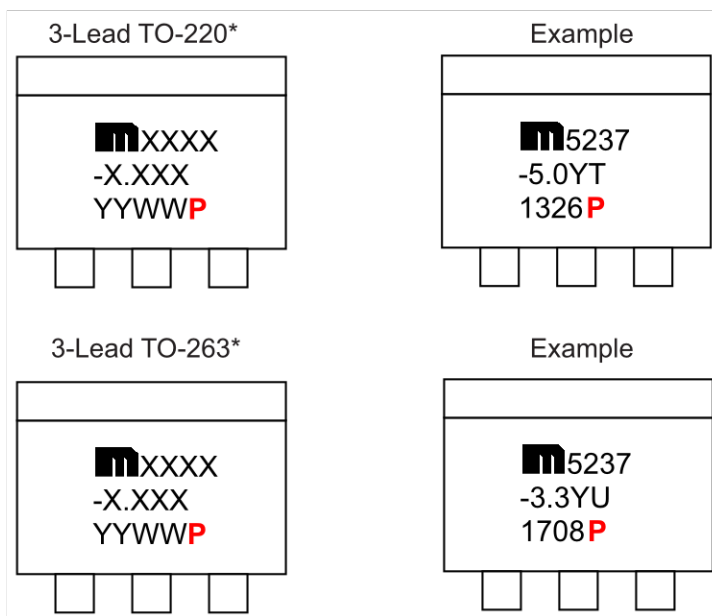 3-Lead TO-220*
Example
XXXX
-X.XXX
YYWWP
5237
-5.0YT
1326P
3-Lead TO-263*
Example
XXXX
-X.XXX
YYWWP
5237
-3.3YU
1708P